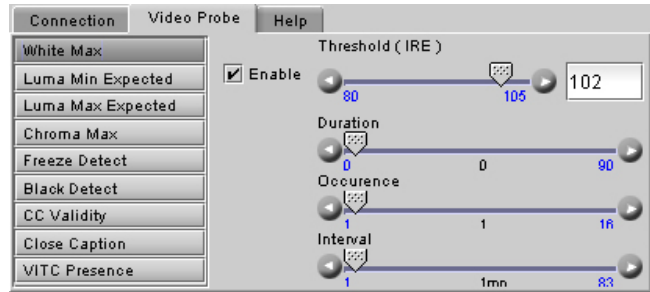 Connection Video Probe Help
White Max
Luma Min Expected
Luma Max Expected
Chroma Max
Freeze Detect
Black Detect
CC Validity
Close Caption
VITC Presence
Threshold ( IRE )
Enable
80 105
102
Duration
0 0 90
Occurence
1 1 16
Interval
1 1mn 83